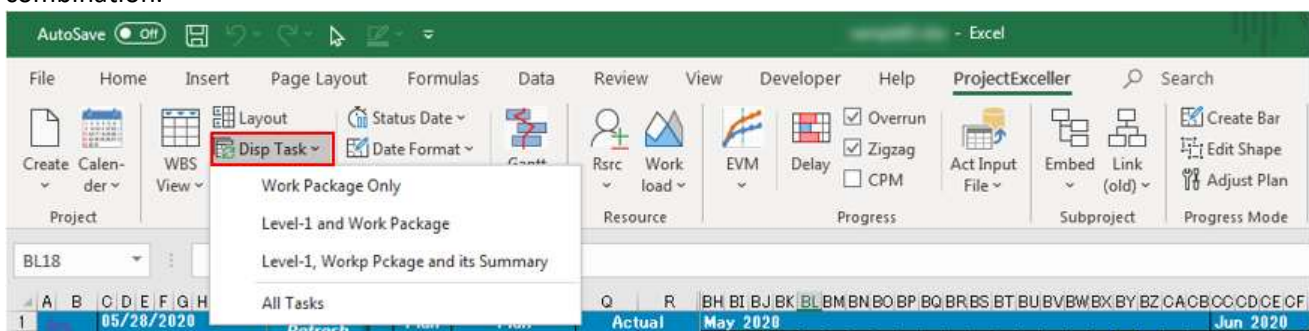 combination.
AutoSave Off - Excel
File Home Insert Page Layout Formulas Data Review View Developer Help ProjectExceller Search
Layout Status Date Overrun Create Bar
Disp Task Date Format Zigzag Edit Shape
Create Calen- WBS Gantt Rsrc Work EVM Delay CPM Act Input Embed Link Adjust Plan
der View load File (old)
Work Package Only
Project Resource Progress Subproject Progress Mode
Level-1 and Work Package
BL18 Level-1, Workp Pckage and its Summary
All Tasks
A B C D E F G H Q R BH BI BJ BK BL BM BN BO BP BQ BR BS BT BU BV BW BX BY BZ CA CB CC CD CE CF
1 05/28/2020 Refresh Plan Plan Actual May 2020 Jun 2020